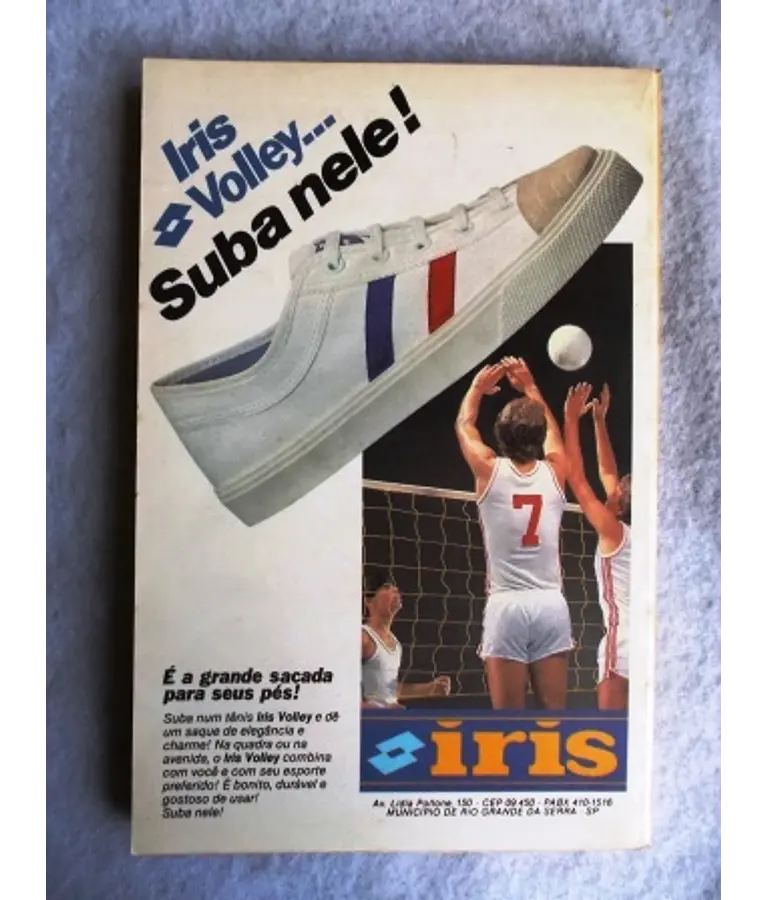 Iris
Volley...
Suba nele!
7
É a grande sacada
para seus pés!
Suba num tênis Iris Volley e dê
um saque de elegância e
charme! Na quadra ou na
avenida, o Iris Volley combina
com você e com seu esporte
preferido! É bonito, durável e
gostoso de usar!
Suba nele!
iris
Av. Lídia 150 - CEP 09.450 - PABX 410-1516
MUNICÍPIO DE RIO GRANDE DA SERRA - SP